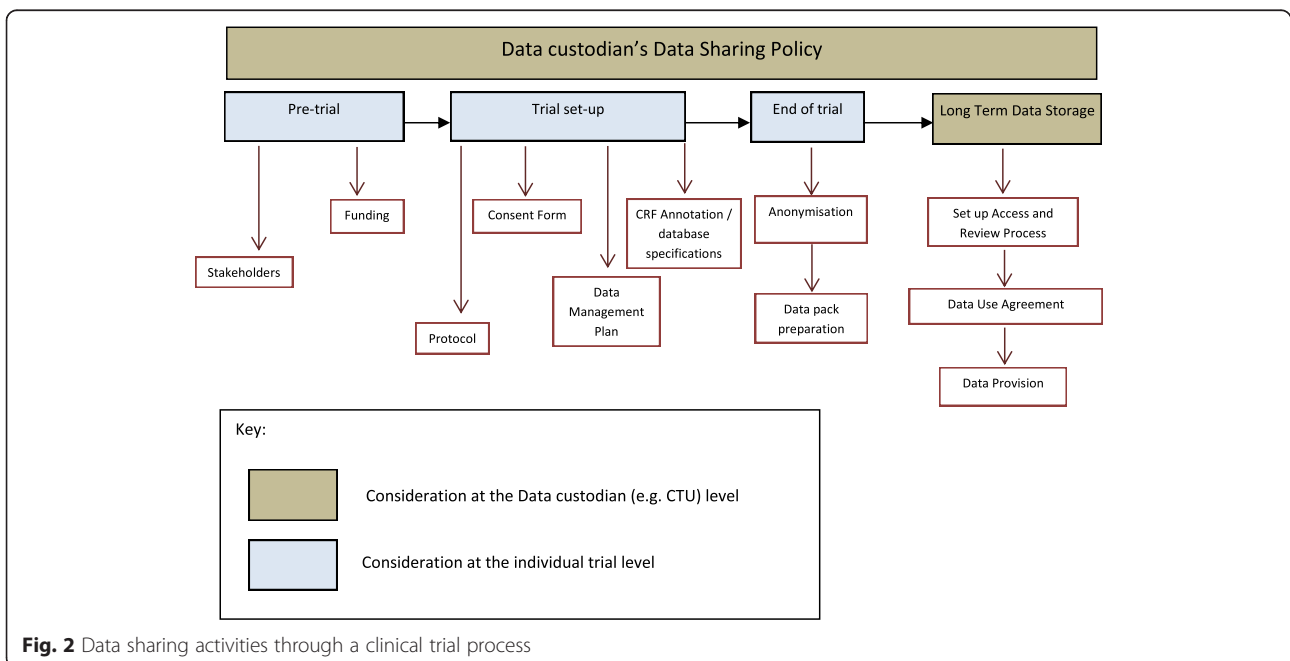 Data custodian's Data Sharing Policy
Pre-trial
Trial set-up
End of trial
Long Term Data Storage
Stakeholders
Funding
Protocol
Consent Form
Data
Management
Plan
CRF Annotation /
database
specifications
Anonymisation
Data pack
preparation
Set up Access and
Review Process
Data Use Agreement
Data Provision
Key:
Consideration at the Data custodian (e.g. CTU) level
Consideration at the individual trial level
Fig. 2 Data sharing activities through a clinical trial process